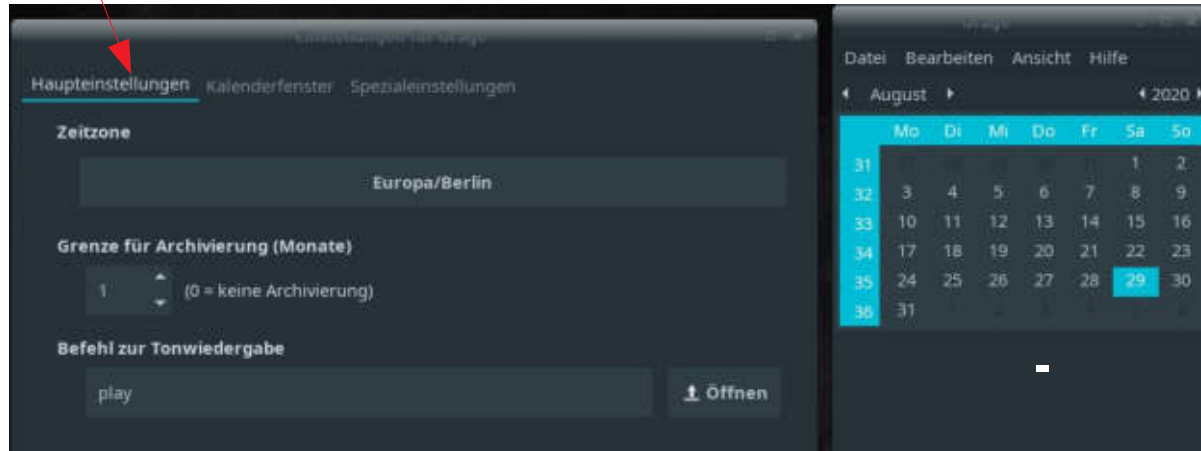 Haupteinstellungen Kalenderfenster Spezialeinstellungen
Zeitzone
Europa/Berlin
Grenze für Archivierung (Monate)
1 (0 = keine Archivierung)
Befehl zur Tonwiedergabe
play Öffnen
Datei Bearbeiten Ansicht Hilfe
August 2020
Mo Di Mi Do Fr Sa So
31 1 2
32 3 4 5 6 7 8 9
33 10 11 12 13 14 15 16
34 17 18 19 20 21 22 23
35 24 25 26 27 28 29 30
36 31